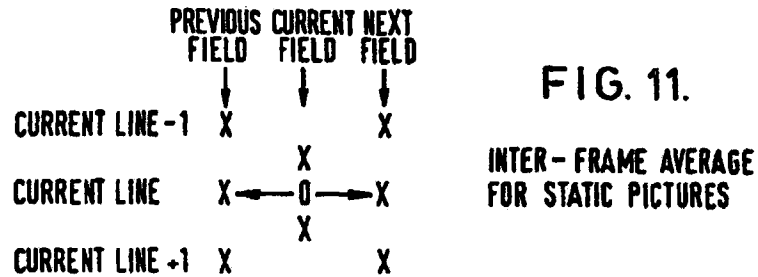 PREVIOUS CURRENT NEXT
FIELD FIELD FIELD
CURRENT LINE -1 X X
X
CURRENT LINE X O X
X
CURRENT LINE +1 X X
FIG. 11.
INTER-FRAME AVERAGE
FOR STATIC PICTURES